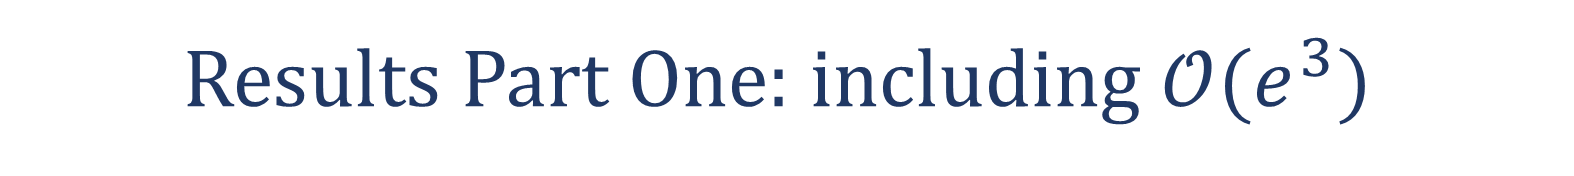 Results Part One: including 𝒪(𝑒³)